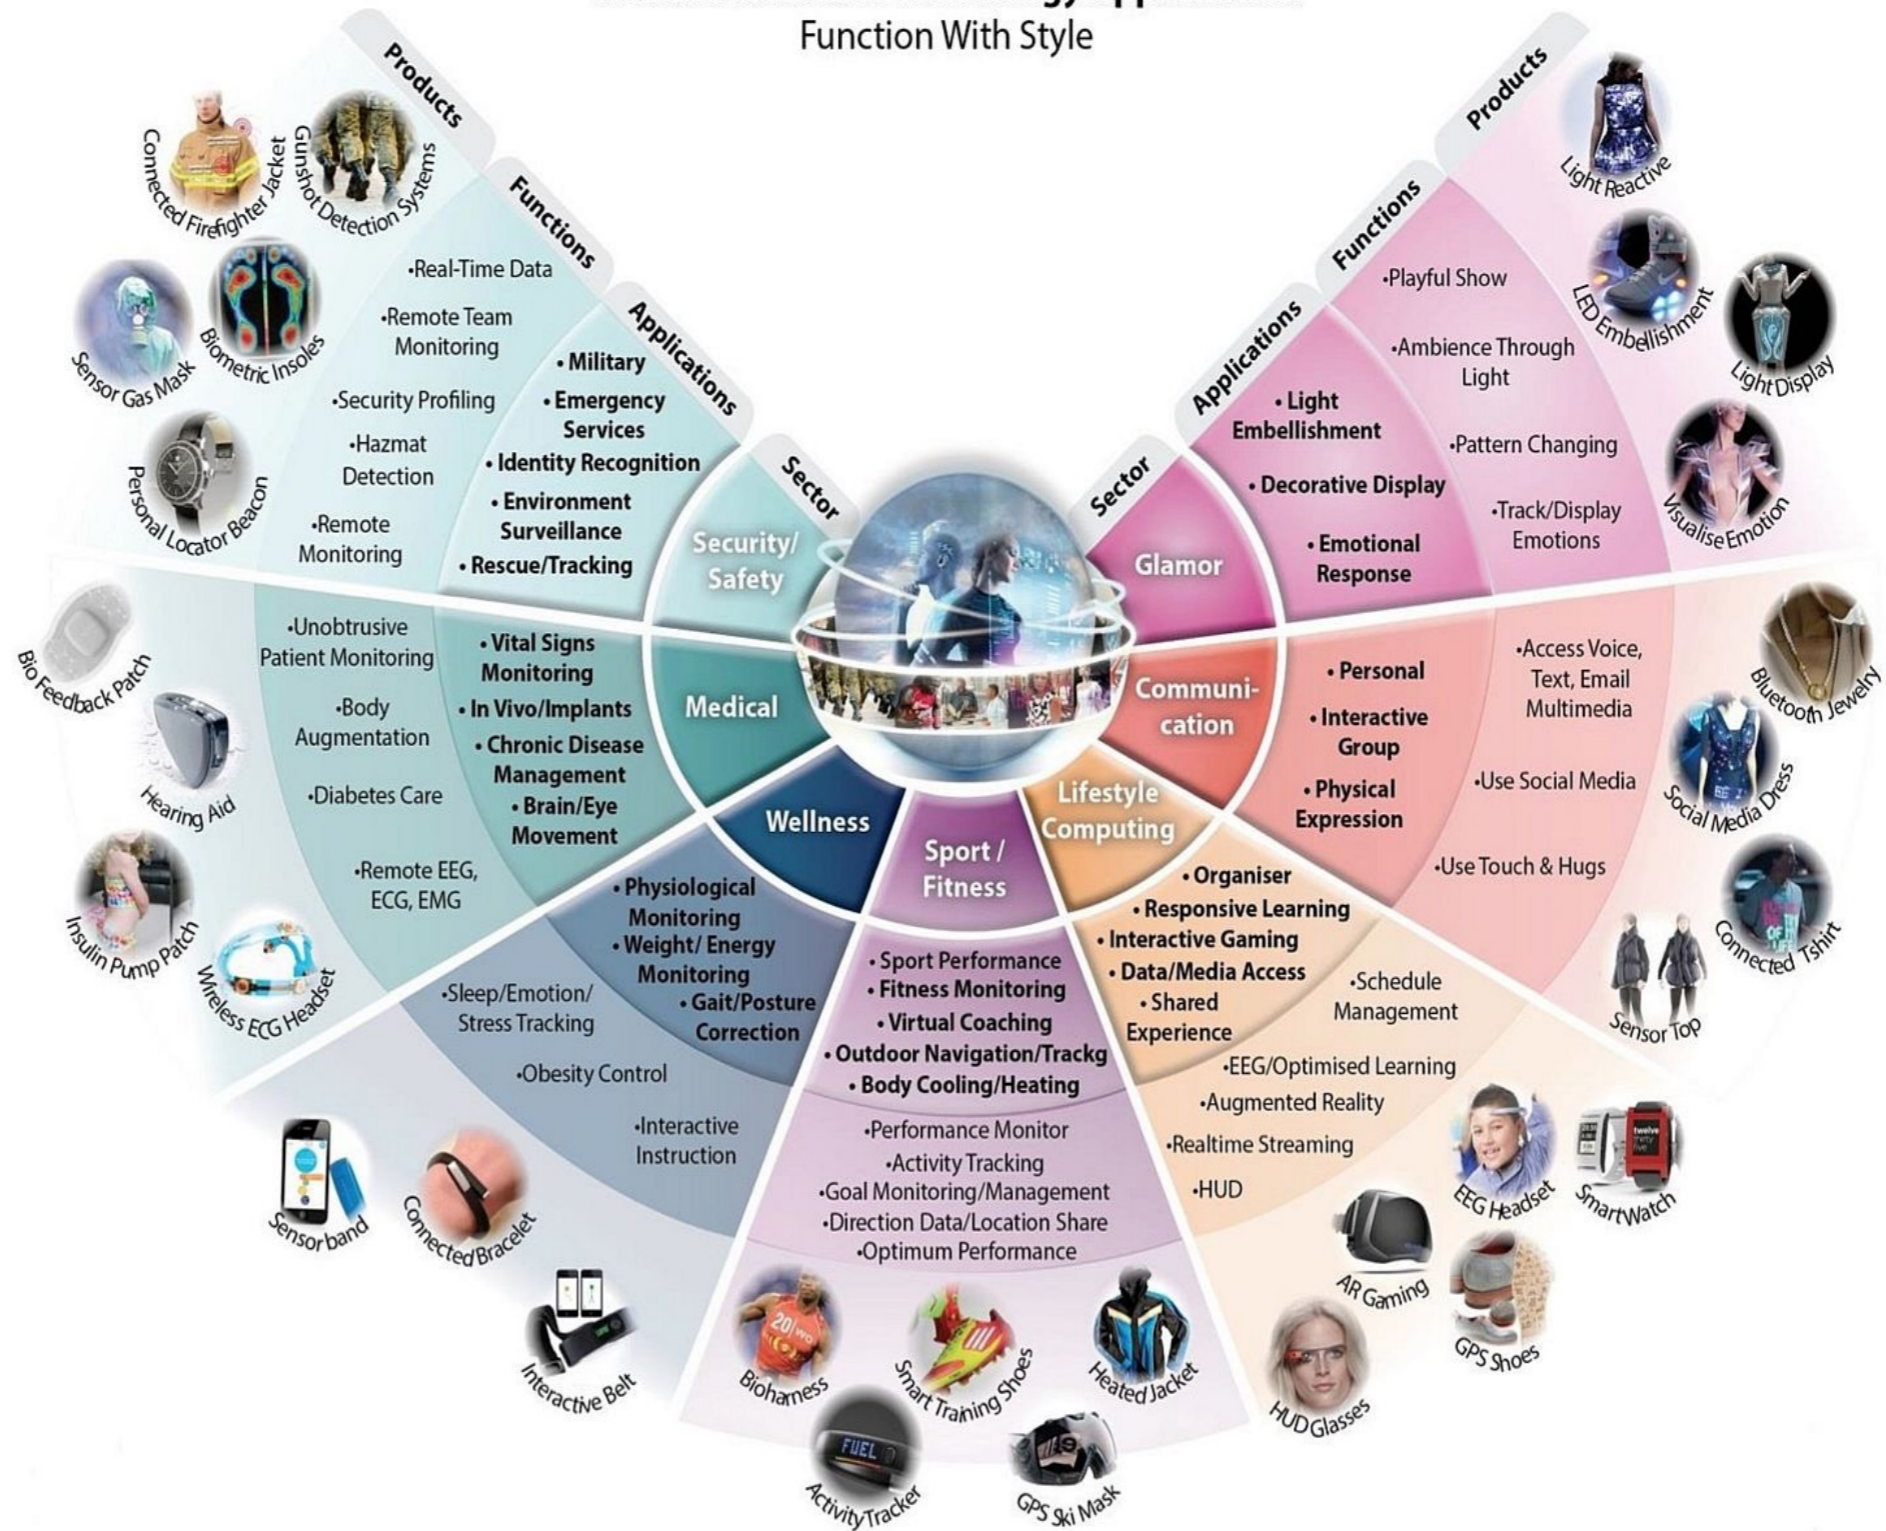 Function With Style
Products
Functions
Applications
Sector
Connected Firefighter Jacket
Gunshot Detection Systems
Sensor Gas Mask
Biometric Insoles
Personal Locator Beacon
•Real-Time Data
•Remote Team
Monitoring
•Security Profiling
•Hazmat
Detection
•Remote
Monitoring
• Military
• Emergency
Services
• Identity Recognition
• Environment
Surveillance
• Rescue/Tracking
Security/
Safety
Bio Feedback Patch
Hearing Aid
Insulin Pump Patch
Wireless ECG Headset
•Unobtrusive
Patient Monitoring
•Body
Augmentation
•Diabetes Care
•Remote EEG,
ECG, EMG
• Vital Signs
Monitoring
• In Vivo/Implants
• Chronic Disease
Management
• Brain/Eye
Movement
Medical
Wellness
• Physiological
Monitoring
• Weight/ Energy
Monitoring
• Gait/Posture
Correction
•Sleep/Emotion/
Stress Tracking
•Obesity Control
•Interactive
Instruction
Sensor band
Connected Bracelet
Interactive Belt
Sport /
Fitness
• Sport Performance
• Fitness Monitoring
• Virtual Coaching
• Outdoor Navigation/Trackg
• Body Cooling/Heating
•Performance Monitor
•Activity Tracking
•Goal Monitoring/Management
•Direction Data/Location Share
•Optimum Performance
20
Bioharness
Smart Training Shoes
Heated Jacket
FUEL
Activity Tracker
GPS Ski Mask
Lifestyle
Computing
• Organiser
• Responsive Learning
• Interactive Gaming
• Data/Media Access
• Shared
Experience
•Schedule
Management
•EEG/Optimised Learning
•Augmented Reality
•Realtime Streaming
•HUD
EEG Headset
twelve
SmartWatch
AR Gaming
GPS Shoes
HUD Glasses
Communi-
cation
• Personal
• Interactive
Group
• Physical
Expression
•Access Voice,
Text, Email
Multimedia
•Use Social Media
•Use Touch & Hugs
Bluetooth Jewelry
Social Media Dress
Connected Tshirt
Sensor Top
Products
Functions
Applications
Sector
Glamor
• Light
Embellishment
• Decorative Display
• Emotional
Response
•Playful Show
•Ambience Through
Light
•Pattern Changing
•Track/Display
Emotions
Light Reactive
LED Embellishment
Light Display
Visualise Emotion